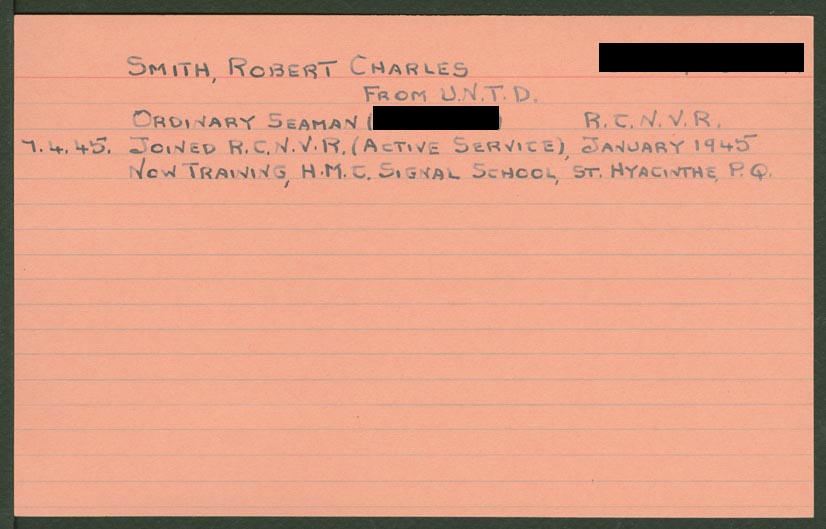 SMITH, ROBERT CHARLES
FROM U.N.T.D.
ORDINARY SEAMAN ( ) R.C.N.V.R.
7.4.45. JOINED R.C.N.V.R. (ACTIVE SERVICE), JANUARY 1945
NOW TRAINING, H.M.C. SIGNAL SCHOOL, ST. HYACINTHE, P.Q.